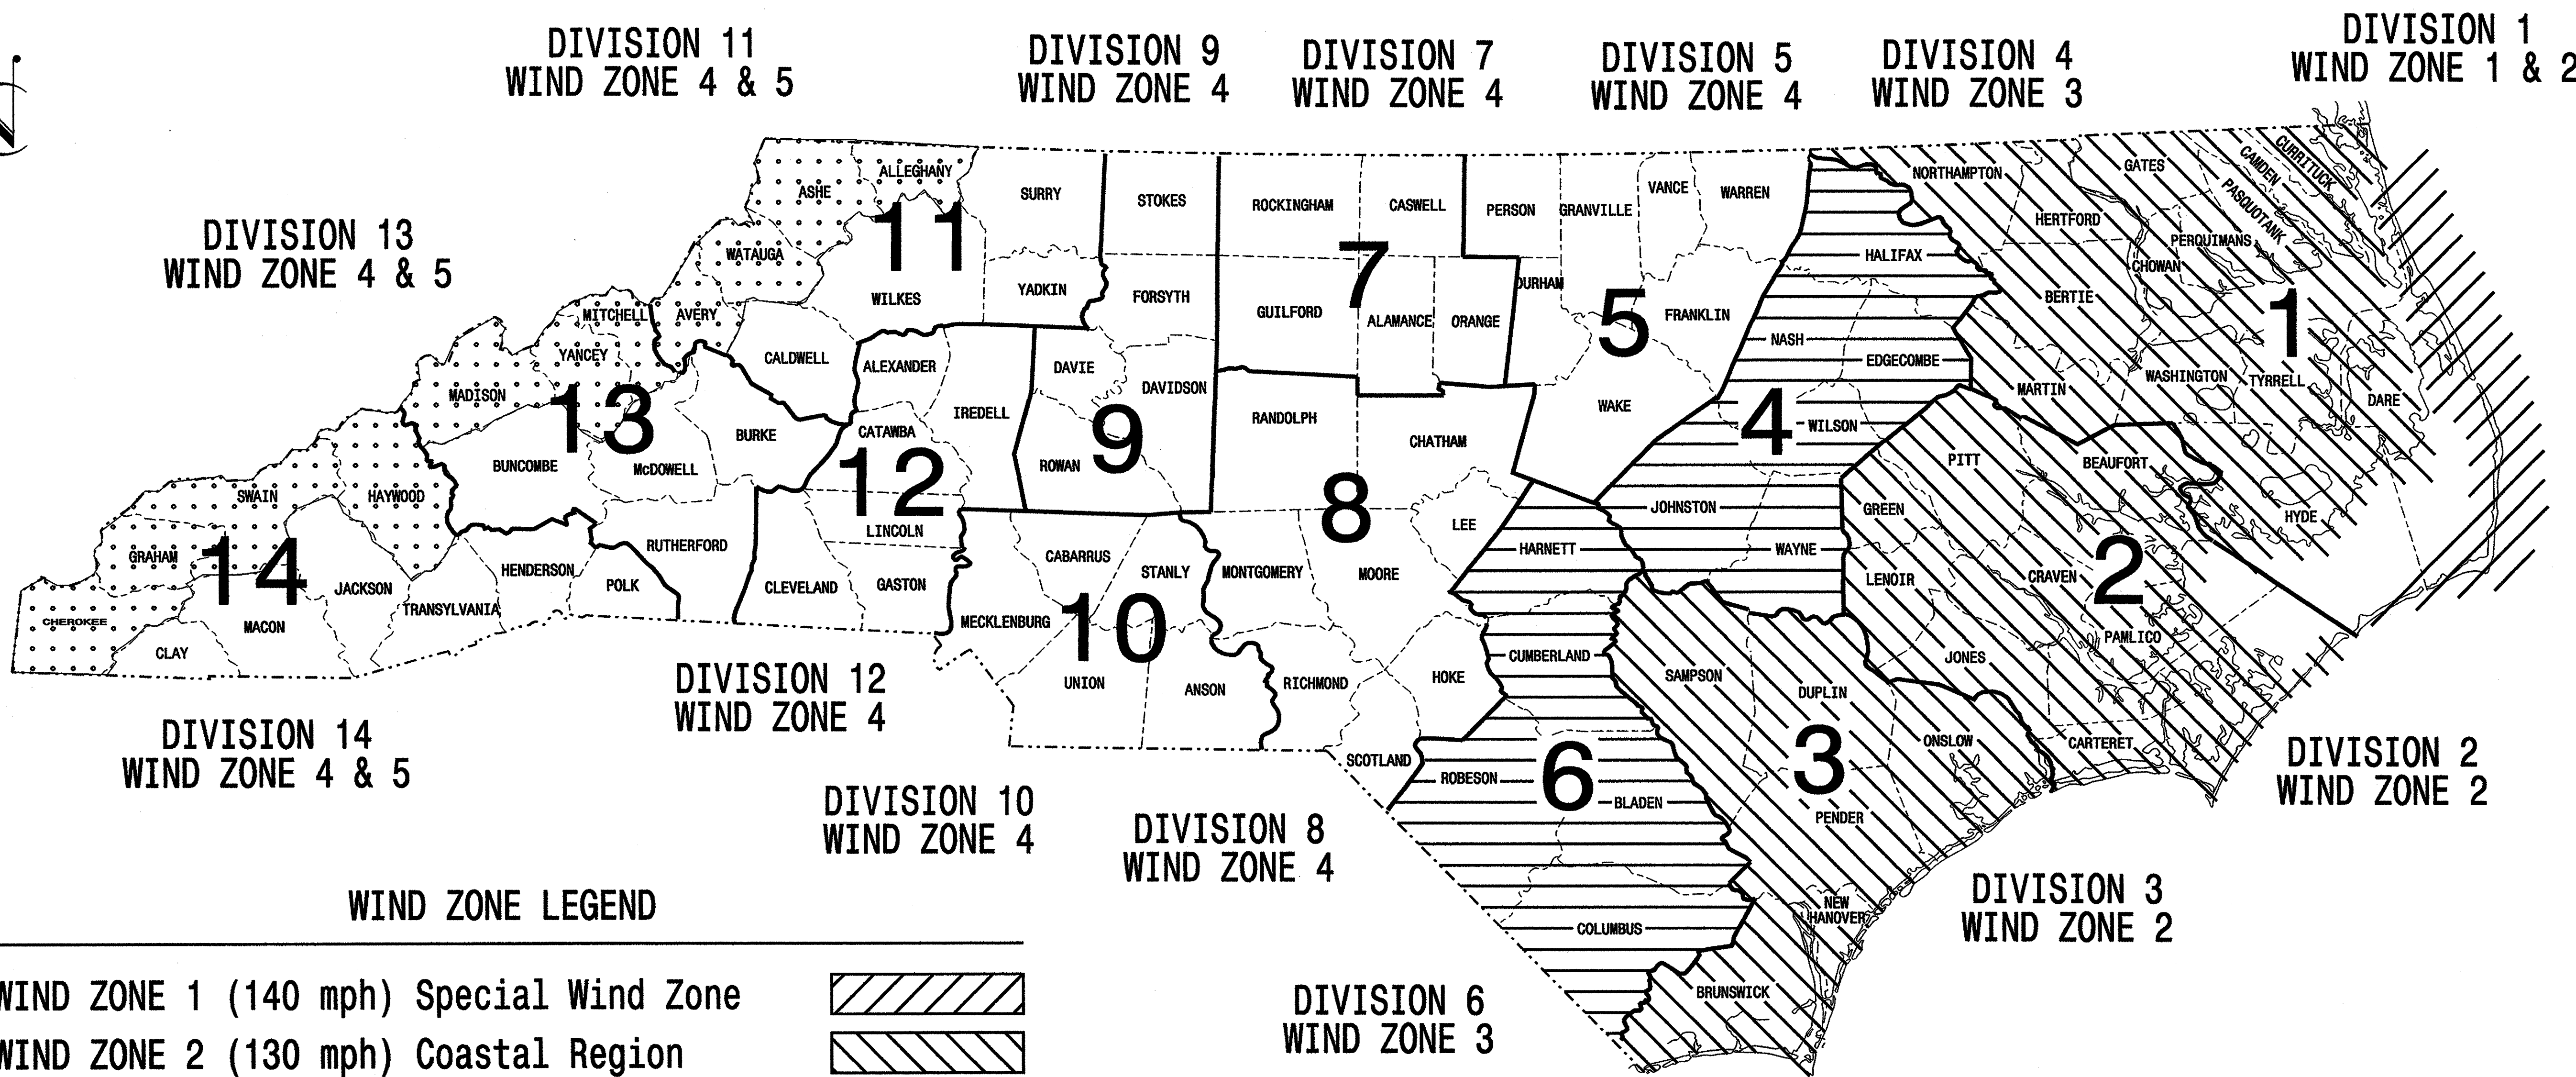 DIVISION 11
WIND ZONE 4 & 5
DIVISION 9
WIND ZONE 4
DIVISION 7
WIND ZONE 4
DIVISION 5
WIND ZONE 4
DIVISION 4
WIND ZONE 3
DIVISION 1
WIND ZONE 1 & 2
DIVISION 13
WIND ZONE 4 & 5
N
ASHE
ALLEGHANY
SURRY
STOKES
ROCKINGHAM
CASWELL
PERSON
GRANVILLE
VANCE
WARREN
NORTHAMPTON
GATES
CAMDEN
CURRITUCK
PASQUOTANK
HERTFORD
PERQUIMANS
CHOWAN
HALIFAX
BERTIE
WATAUGA
11
WILKES
YADKIN
FORSYTH
GUILFORD
7
ALAMANCE
ORANGE
DURHAM
5
FRANKLIN
NASH
EDGECOMBE
MARTIN
WASHINGTON
TYRRELL
1
DARE
MITCHELL
AVERY
YANCEY
CALDWELL
ALEXANDER
DAVIE
DAVIDSON
IREDELL
RANDOLPH
CHATHAM
WAKE
4
WILSON
PITT
BEAUFORT
HYDE
MADISON
13
BUNCOMBE
McDOWELL
BURKE
CATAWBA
12
LINCOLN
ROWAN
9
8
LEE
JOHNSTON
GREEN
SWAIN
HAYWOOD
GRAHAM
14
JACKSON
HENDERSON
RUTHERFORD
POLK
CLEVELAND
GASTON
CABARRUS
STANLY
MONTGOMERY
MOORE
HARNETT
WAYNE
LENOIR
CRAVEN
2
PAMLICO
JONES
CHEROKEE
CLAY
MACON
TRANSYLVANIA
MECKLENBURG
10
UNION
ANSON
RICHMOND
HOKE
CUMBERLAND
SAMPSON
DUPLIN
SCOTLAND
ROBESON
6
BLADEN
3
ONSLOW
CARTERET
PENDER
COLUMBUS
NEW
HANOVER
BRUNSWICK
DIVISION 14
WIND ZONE 4 & 5
DIVISION 12
WIND ZONE 4
DIVISION 10
WIND ZONE 4
DIVISION 8
WIND ZONE 4
DIVISION 2
WIND ZONE 2
DIVISION 3
WIND ZONE 2
DIVISION 6
WIND ZONE 3
WIND ZONE LEGEND
WIND ZONE 1 (140 mph) Special Wind Zone
WIND ZONE 2 (130 mph) Coastal Region